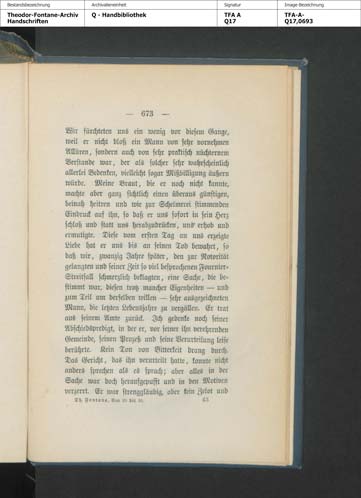 Bestandsbezeichnung
Theodor-Fontane-Archiv
Handschriften
Archivalieneinheit
Q - Handbibliothek
Signatur
TFA A
Q17
Image Bezeichnung
TFA-A-
Q17,0693
— 673 —
Wir fürchteten uns ein wenig vor diesem Gange,
weil er nicht bloß ein Mann von sehr vornehmen
Allüren, sondern auch von sehr praktisch nüchternem
Verstande war, der als solcher sehr wahrscheinlich
allerlei Bedenken, vielleicht sogar Mißbilligung äußern
würde. Meine Braut, die er noch nicht kannte,
machte aber ganz sichtlich einen überaus günstigen,
beinah heitren und wie zur Schelmerei stimmenden
Eindruck auf ihn, so daß er uns sofort in sein Herz
schloß und statt uns herabzudrücken, uns erhob und
ermutigte. Diese vom ersten Tag an uns erzeigte
Liebe hat er uns bis an seinen Tod bewahrt, so
daß wir, zwanzig Jahre später, den zur Notorität
gelangten und seiner Zeit so viel besprochenen Fournier-
Streitfall schmerzlich beklagten, eine Sache, die be-
stimmt war, diesen trotz mancher Eigenheiten — und
zum Teil um derselben willen — sehr ausgezeichneten
Mann, die letzten Lebensjahre zu vergällen. Er trat
aus seinem Amte zurück. Ich gedenke noch seiner
Abschiedspredigt, in der er, vor seiner ihn verehrenden
Gemeinde, seinen Prozeß und seine Verurteilung leise
berührte. Kein Ton von Bitterkeit drang durch.
Das Gericht, das ihn verurteilt hatte, konnte nicht
anders sprechen als es sprach; aber alles in der
Sache war doch heraufgepufft und in den Motiven
verzerrt. Er war strenggläubig, aber kein Zelot und
Th. Fontane, Von 20 bis 30. 43